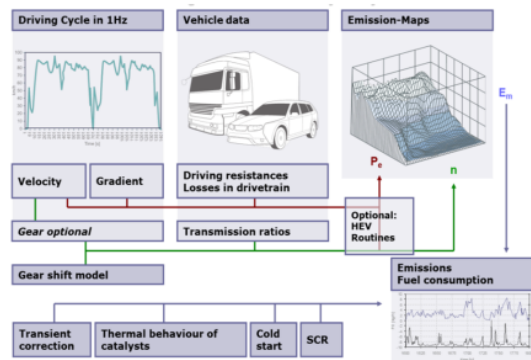 Driving Cycle in 1Hz
Vehicle data
Emission-Maps
Eₘ
Pₑ
n
Velocity
Gradient
Driving resistances
Losses in drivetrain
Gear optional
Transmission ratios
Optional:
HEV
Routines
Gear shift model
Emissions
Fuel consumption
Transient
correction
Thermal behaviour of
catalysts
Cold
start
SCR